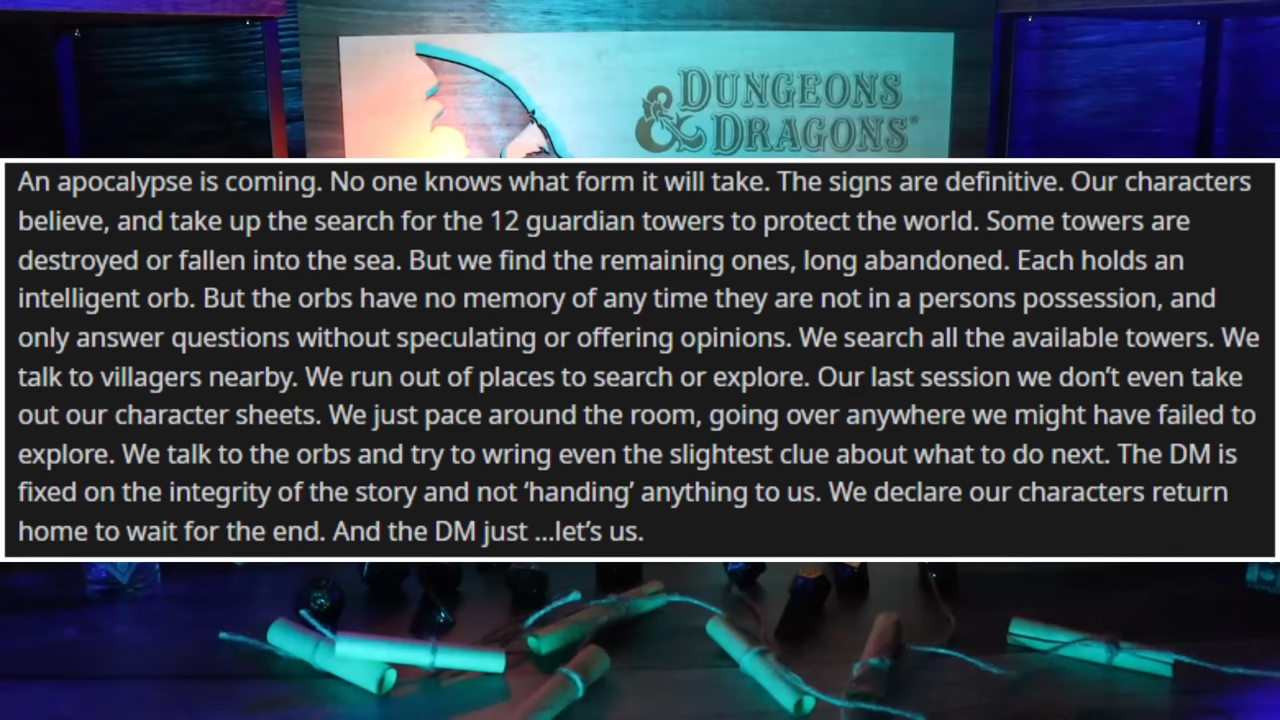 DUNGEONS
& DRAGONS®
An apocalypse is coming. No one knows what form it will take. The signs are definitive. Our characters
believe, and take up the search for the 12 guardian towers to protect the world. Some towers are
destroyed or fallen into the sea. But we find the remaining ones, long abandoned. Each holds an
intelligent orb. But the orbs have no memory of any time they are not in a persons possession, and
only answer questions without speculating or offering opinions. We search all the available towers. We
talk to villagers nearby. We run out of places to search or explore. Our last session we don’t even take
out our character sheets. We just pace around the room, going over anywhere we might have failed to
explore. We talk to the orbs and try to wring even the slightest clue about what to do next. The DM is
fixed on the integrity of the story and not ‘handing’ anything to us. We declare our characters return
home to wait for the end. And the DM just ...let’s us.